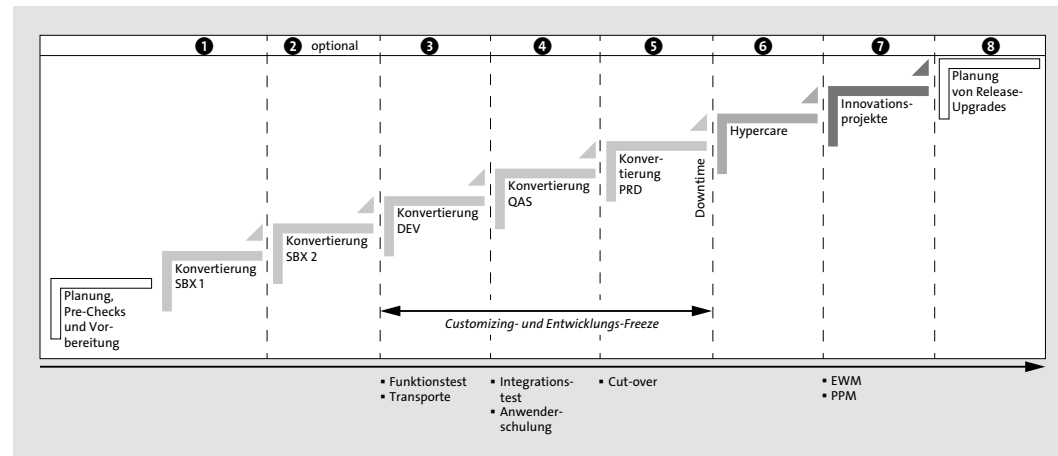 1
2 optional
3
4
5
6
7
8
Planung,
Pre-Checks
und Vor-
bereitung
Konvertierung
SBX 1
Konvertierung
SBX 2
Konvertierung
DEV
Konvertierung
QAS
Konver-
tierung
PRD
Downtime
Hypercare
Innovations-
projekte
Planung
von Release-
Upgrades
Customizing- und Entwicklungs-Freeze
▪ Funktionstest
▪ Transporte
▪ Integrations-
test
▪ Anwender-
schulung
▪ Cut-over
▪ EWM
▪ PPM